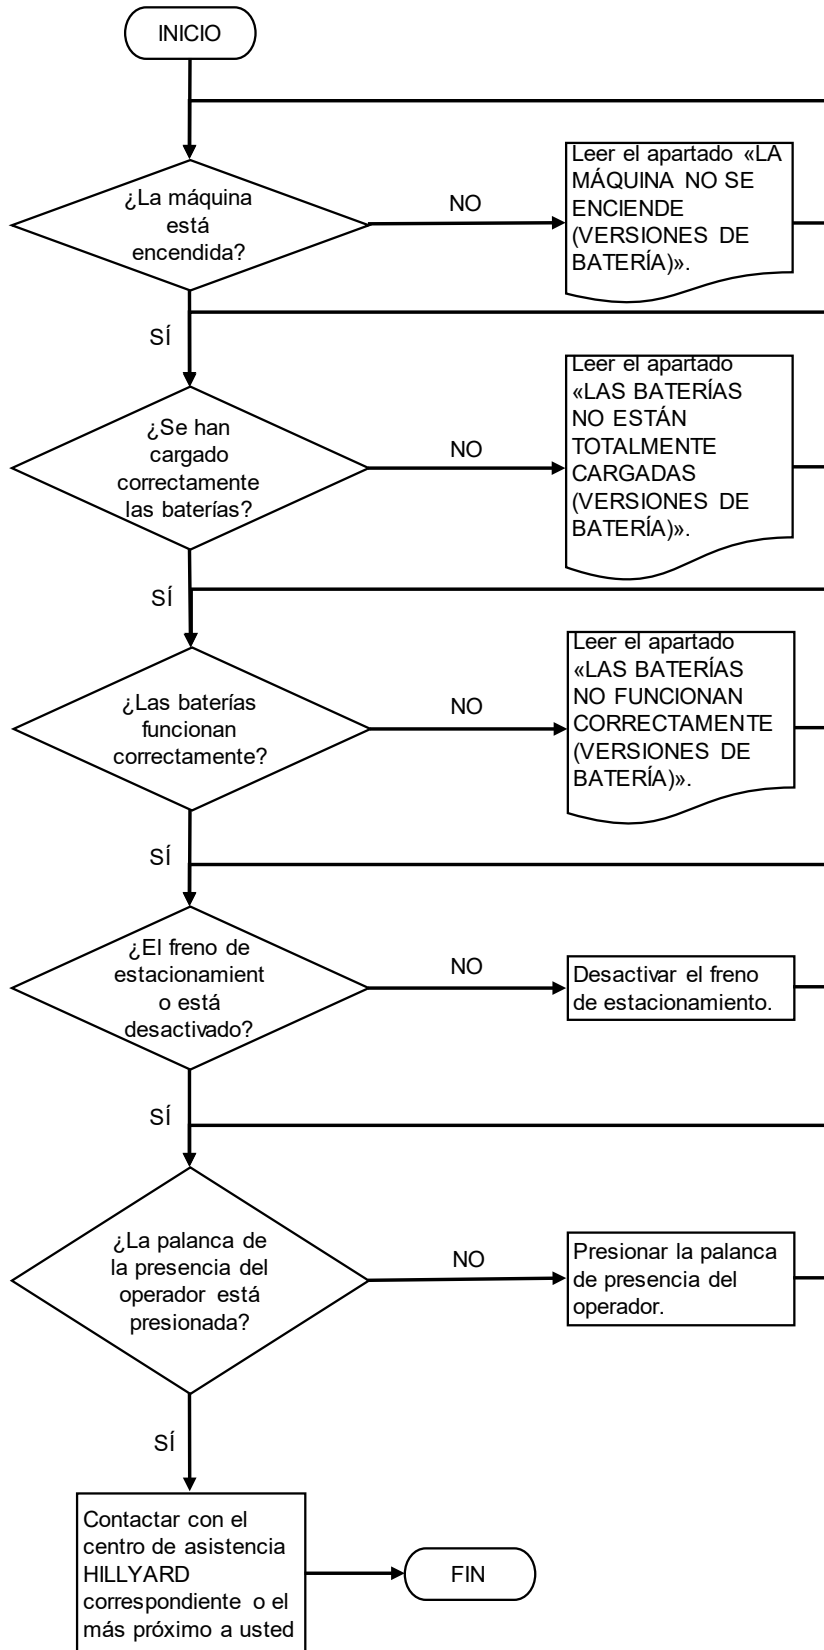 INICIO
¿La máquina
está
encendida?
NO
Leer el apartado «LA
MÁQUINA NO SE
ENCIENDE
(VERSIONES DE
BATERÍA)».
SÍ
¿Se han
cargado
correctamente
las baterías?
NO
Leer el apartado
«LAS BATERÍAS
NO ESTÁN
TOTALMENTE
CARGADAS
(VERSIONES DE
BATERÍA)».
SÍ
¿Las baterías
funcionan
correctamente?
NO
Leer el apartado
«LAS BATERÍAS
NO FUNCIONAN
CORRECTAMENTE
(VERSIONES DE
BATERÍA)».
SÍ
¿El freno de
estacionamient
o está
desactivado?
NO
Desactivar el freno
de estacionamiento.
SÍ
¿La palanca de
la presencia del
operador está
presionada?
NO
Presionar la palanca
de presencia del
operador.
SÍ
Contactar con el
centro de asistencia
HILLYARD
correspondiente o el
más próximo a usted
FIN